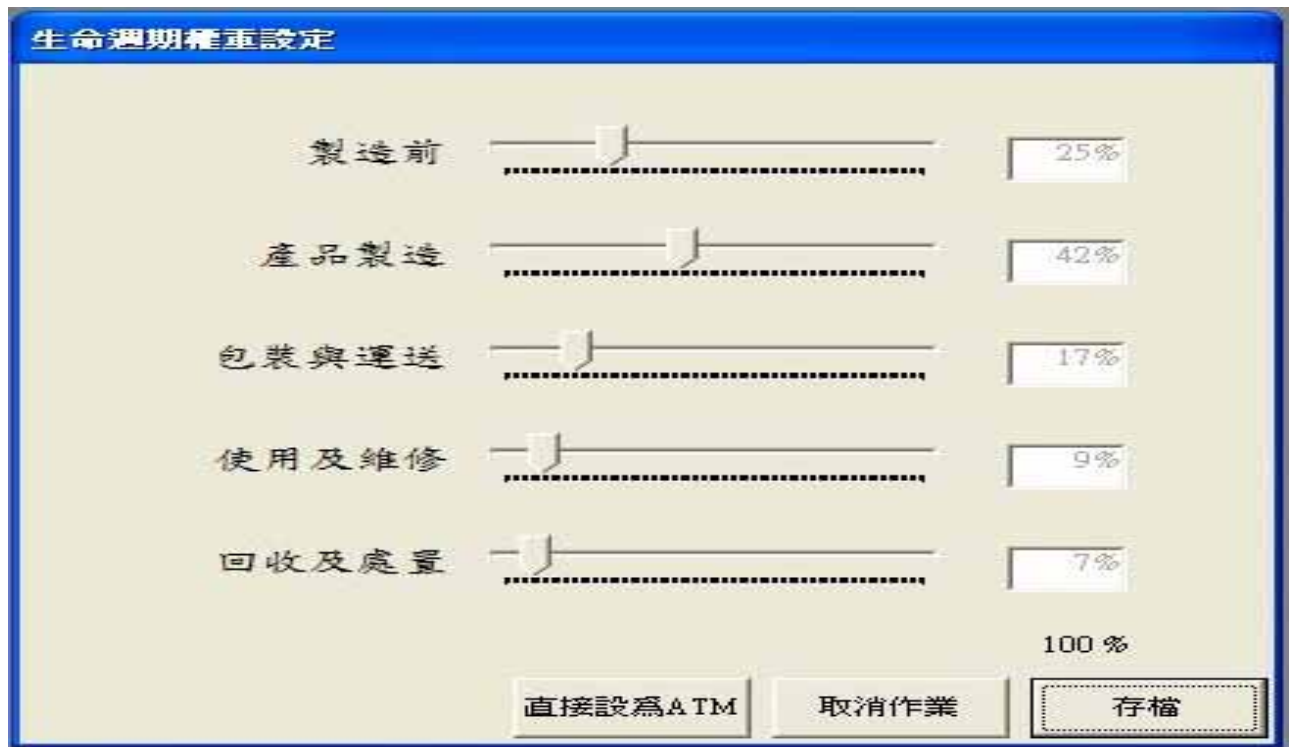 生命週期權重設定
製造前 25%
產品製造 42%
包裝與運送 17%
使用及維修 9%
回收及處置 7%
100 %
直接設爲ATM 取消作業 存檔